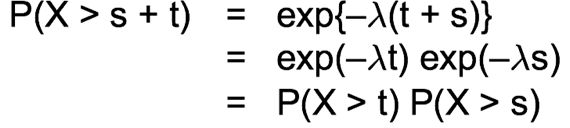 P(X > s + t) = exp{–λ(t + s)}
= exp(–λt) exp(–λs)
= P(X > t) P(X > s)